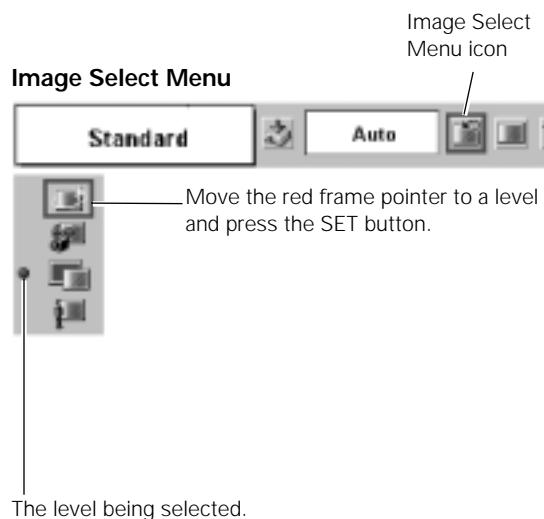 Image Select
Menu icon
Image Select Menu
Standard
Auto
Move the red frame pointer to a level
and press the SET button.
The level being selected.